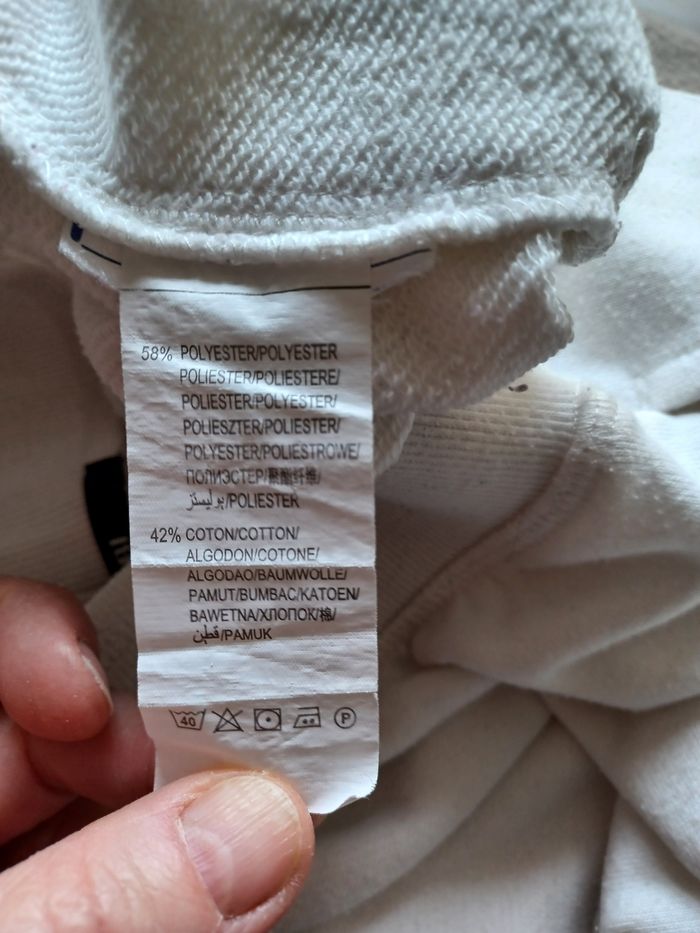 58% POLYESTER/POLYESTER
POLIESTER/POLIESTERE/
POLIESTER/POLYESTER/
POLIESZTER/POLIESTER/
POLYESTER/POLIESTROWE/
ПОЛИЭСТЕР/聚酯纤维/
بوليستر/POLIESTER
42% COTON/COTTON/
ALGODON/COTONE/
ALGODAO/BAUMWOLLE/
PAMUT/BUMBAC/KATOEN/
BAWETNA/ХЛОПОК/棉/
قطن/PAMUK
40 P